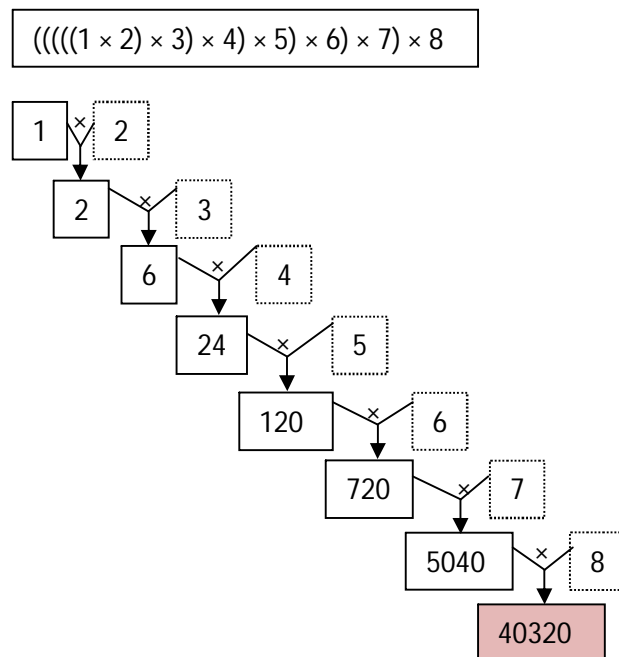 (((((1 × 2) × 3) × 4) × 5) × 6) × 7) × 8
1 × 2
2 × 3
6 × 4
24 × 5
120 × 6
720 × 7
5040 × 8
40320